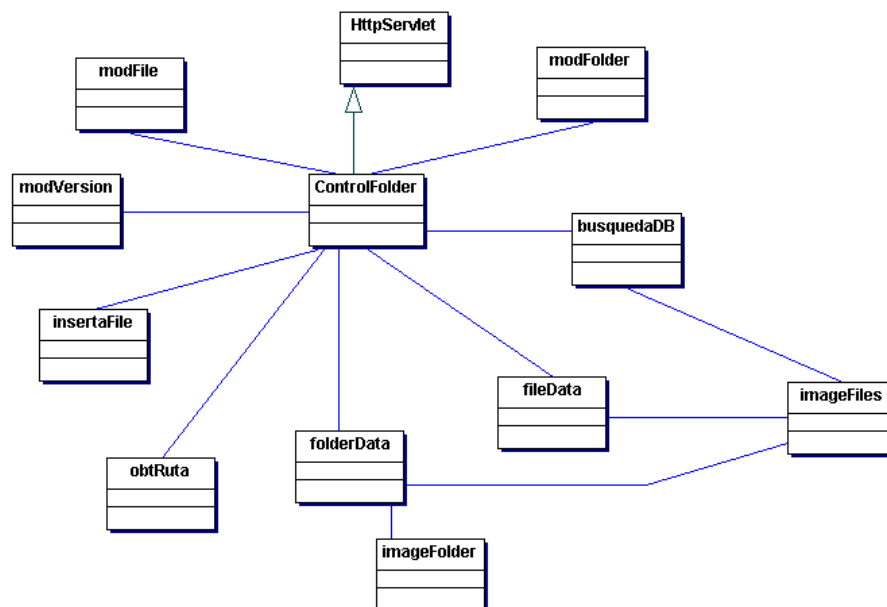 HttpServlet
modFile
modFolder
modVersion
ControlFolder
busquedaDB
insertaFile
fileData
imageFiles
folderData
obtRuta
imageFolder